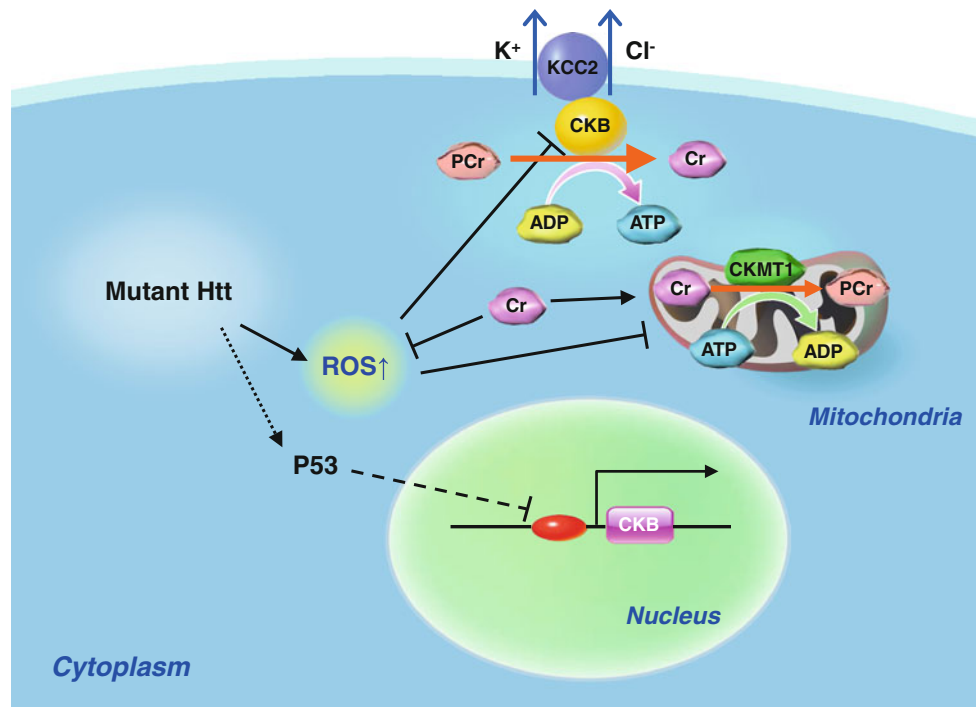 K⁺
Cl⁻
KCC2
CKB
PCr
Cr
ADP
ATP
Mutant Htt
Cr
CKMT1
Cr
PCr
ROS↑
ATP
ADP
Mitochondria
P53
CKB
Nucleus
Cytoplasm